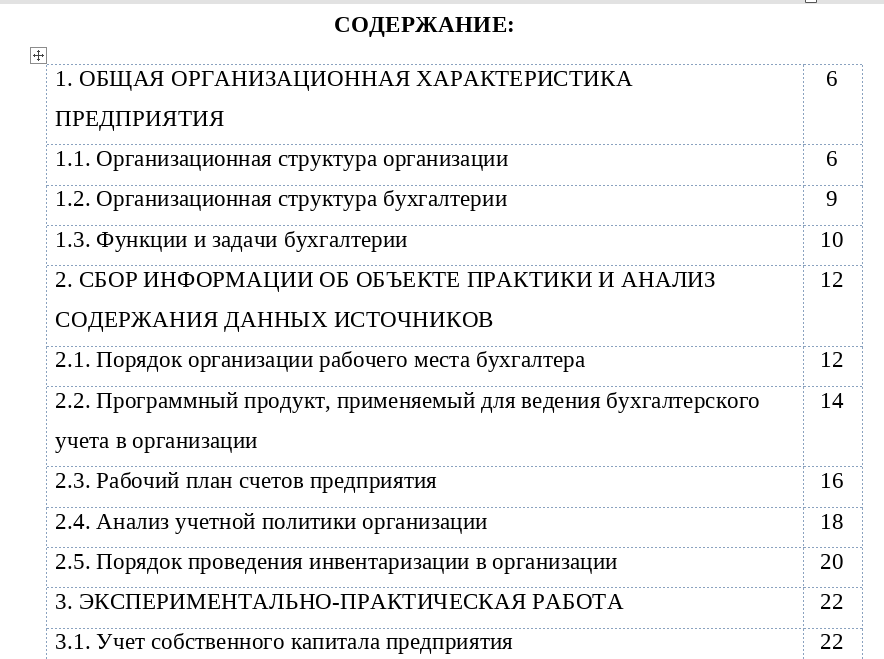 СОДЕРЖАНИЕ:
1. ОБЩАЯ ОРГАНИЗАЦИОННАЯ ХАРАКТЕРИСТИКА 6
ПРЕДПРИЯТИЯ
1.1. Организационная структура организации 6
1.2. Организационная структура бухгалтерии 9
1.3. Функции и задачи бухгалтерии 10
2. СБОР ИНФОРМАЦИИ ОБ ОБЪЕКТЕ ПРАКТИКИ И АНАЛИЗ 12
СОДЕРЖАНИЯ ДАННЫХ ИСТОЧНИКОВ
2.1. Порядок организации рабочего места бухгалтера 12
2.2. Программный продукт, применяемый для ведения бухгалтерского 14
учета в организации
2.3. Рабочий план счетов предприятия 16
2.4. Анализ учетной политики организации 18
2.5. Порядок проведения инвентаризации в организации 20
3. ЭКСПЕРИМЕНТАЛЬНО-ПРАКТИЧЕСКАЯ РАБОТА 22
3.1. Учет собственного капитала предприятия 22